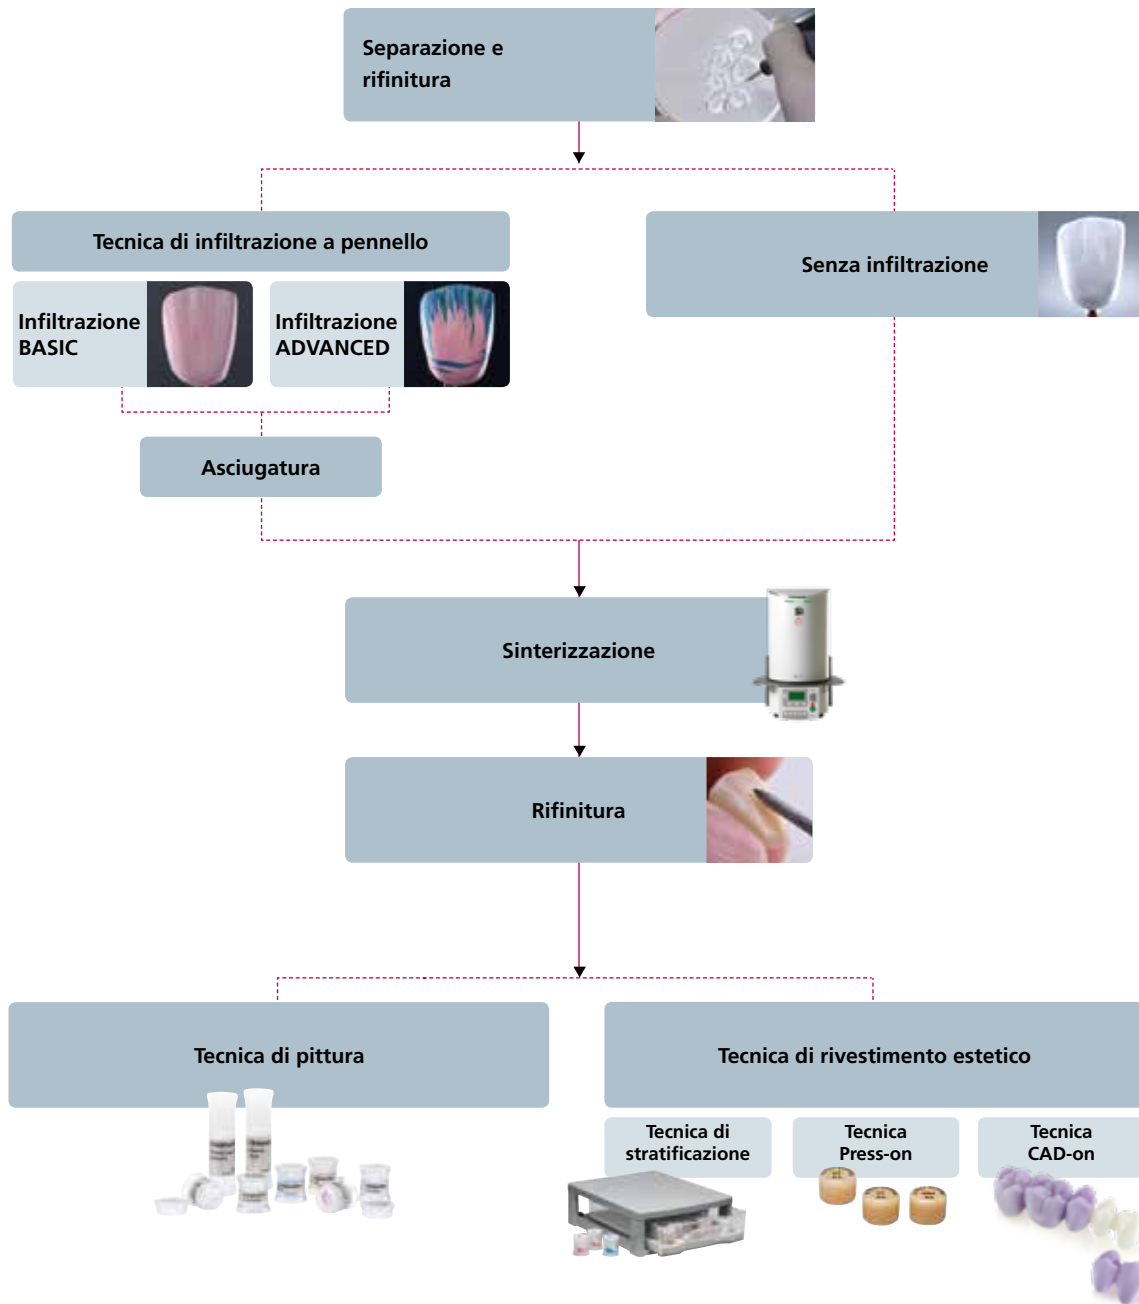 Separazione e
rifinitura
Tecnica di infiltrazione a pennello
Senza infiltrazione
Infiltrazione
BASIC
Infiltrazione
ADVANCED
Asciugatura
Sinterizzazione
Rifinitura
Tecnica di pittura
Tecnica di rivestimento estetico
Tecnica di
stratificazione
Tecnica
Press-on
Tecnica
CAD-on